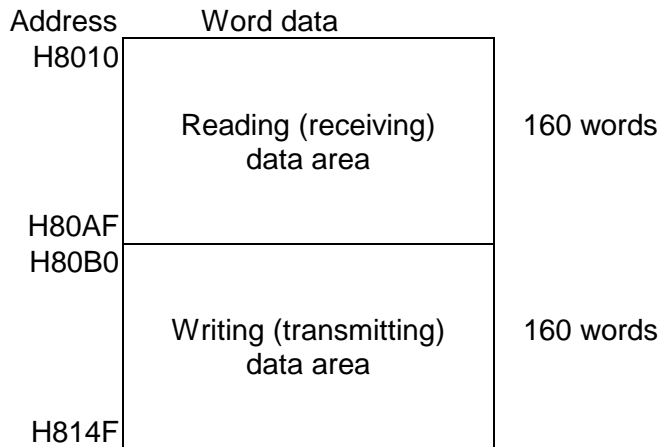 Address Word data
H8010
Reading (receiving) 160 words
data area
H80AF
H80B0
Writing (transmitting) 160 words
data area
H814F